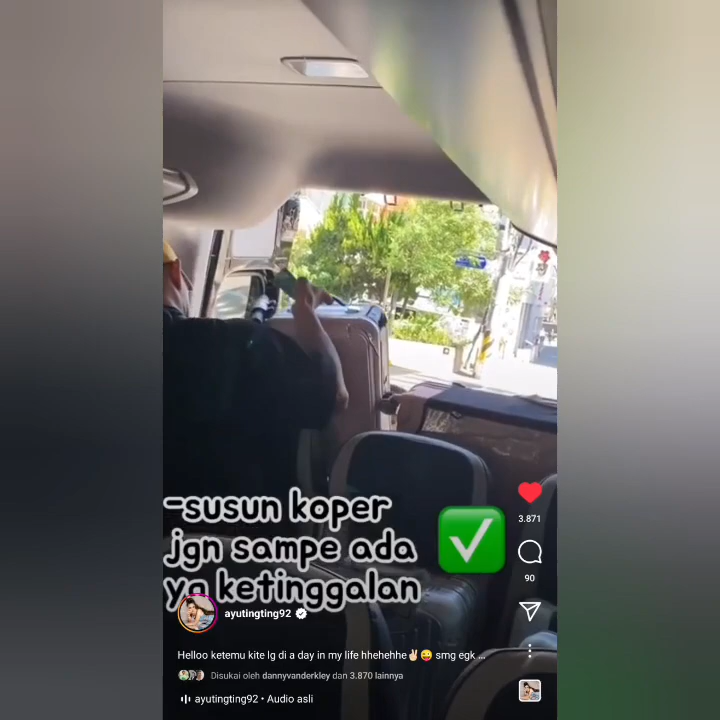 -susun koper
jgn sampe ada
yg ketinggalan
3.871
90
ayutingting92
Helloo ketemu kite lg di a day in my life hhehehhe✌🏻😜 smg egk ...
Disukai oleh dannyvanderkley dan 3.870 lainnya
ayutingting92 • Audio asli